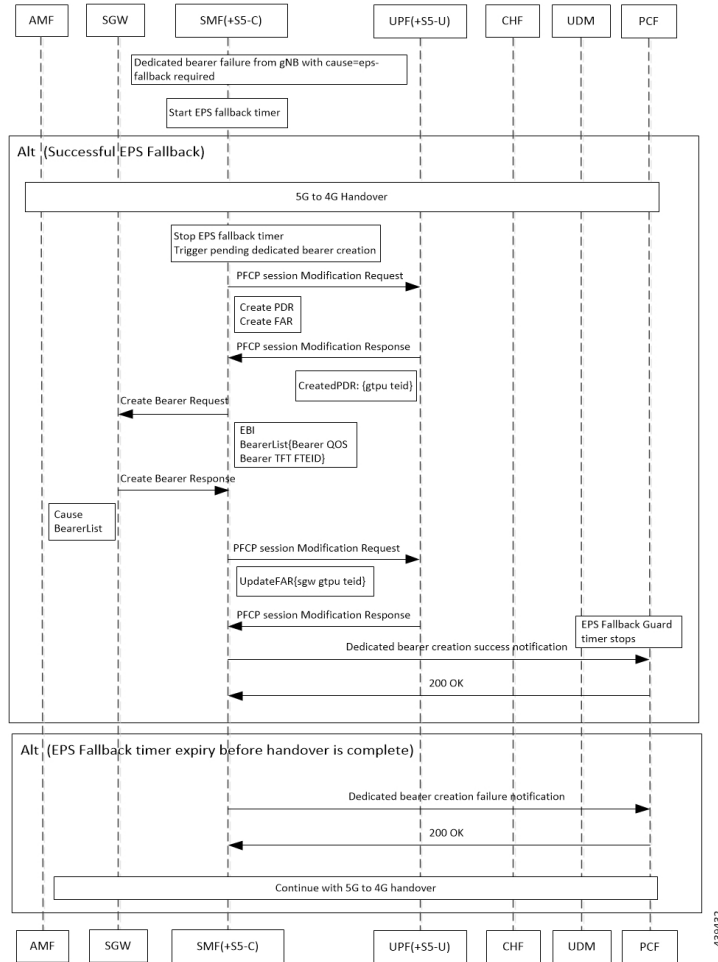 AMF
SGW
SMF(+S5-C)
UPF(+S5-U)
CHF
UDM
PCF
Dedicated bearer failure from gNB with cause=eps-
fallback required
Start EPS fallback timer
Alt (Successful EPS Fallback)
5G to 4G Handover
Stop EPS fallback timer
Trigger pending dedicated bearer creation
PFCP session Modification Request
Create PDR
Create FAR
PFCP session Modification Response
CreatedPDR: {gtpu teid}
Create Bearer Request
EBI
BearerList{Bearer QOS
Bearer TFT FTEID}
Create Bearer Response
Cause
BearerList
PFCP session Modification Request
UpdateFAR{sgw gtpu teid}
PFCP session Modification Response
EPS Fallback Guard
timer stops
Dedicated bearer creation success notification
200 OK
Alt (EPS Fallback timer expiry before handover is complete)
Dedicated bearer creation failure notification
200 OK
Continue with 5G to 4G handover
AMF
SGW
SMF(+S5-C)
UPF(+S5-U)
CHF
UDM
PCF